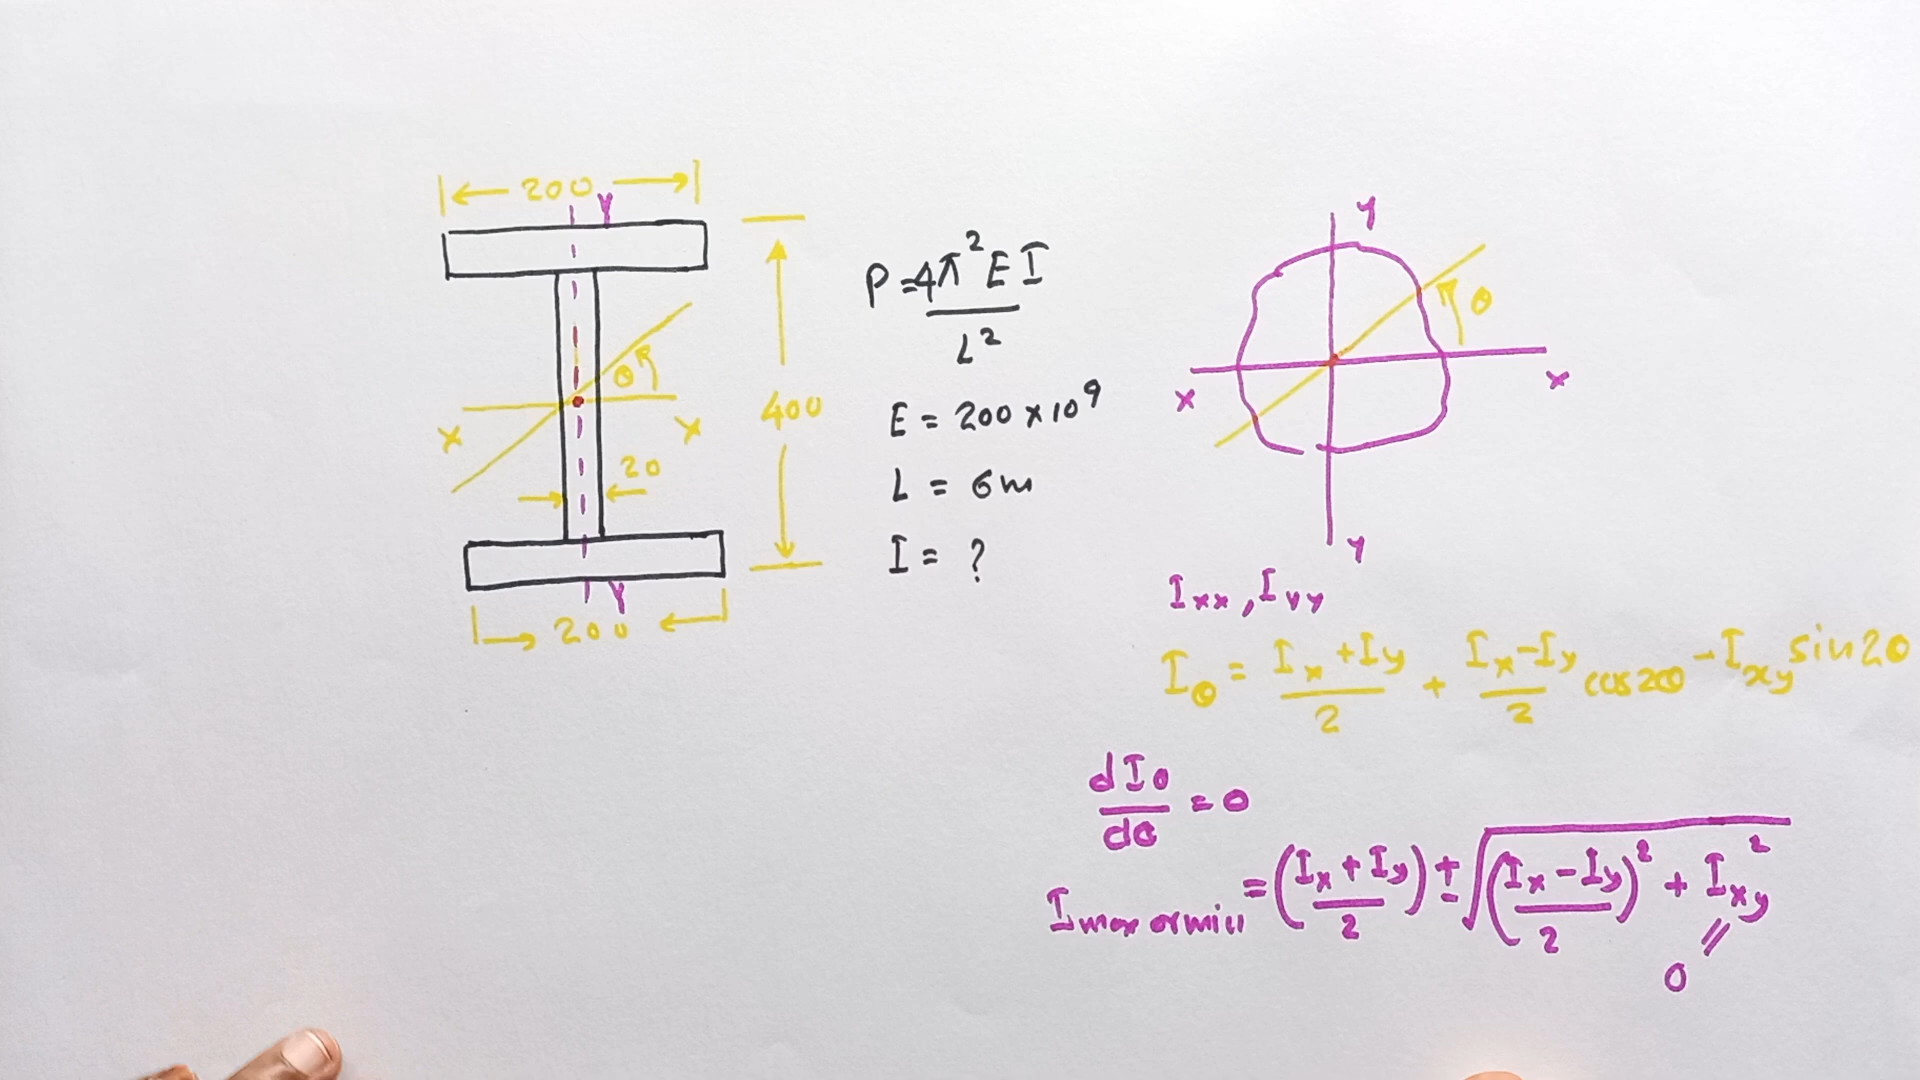 200
Y
θ
X X
20
400
Y
200
P = 4π²EI
L²
E = 200 x 10⁹
L = 6m
I = ?
Y
θ
X X
Y
Ixx, Iyy
Iθ = Ix + Iy / 2 + Ix - Iy / 2 cos2θ - Ixy sin2θ
dIθ / dθ = 0
Imax or min = (Ix + Iy / 2) ± √(Ix - Iy / 2)² + Ixy²
0